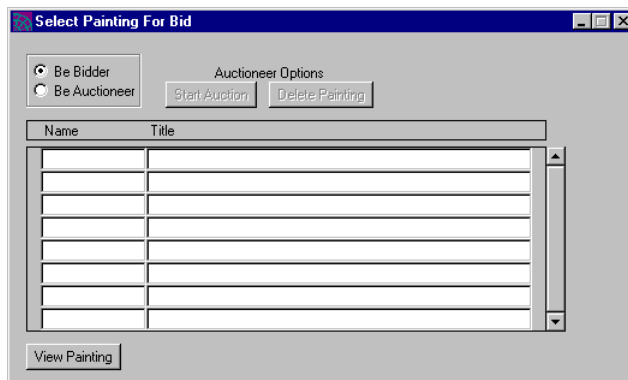 Select Painting For Bid
Be Bidder
Be Auctioneer
Auctioneer Options
Start Auction Delete Painting
Name Title
View Painting